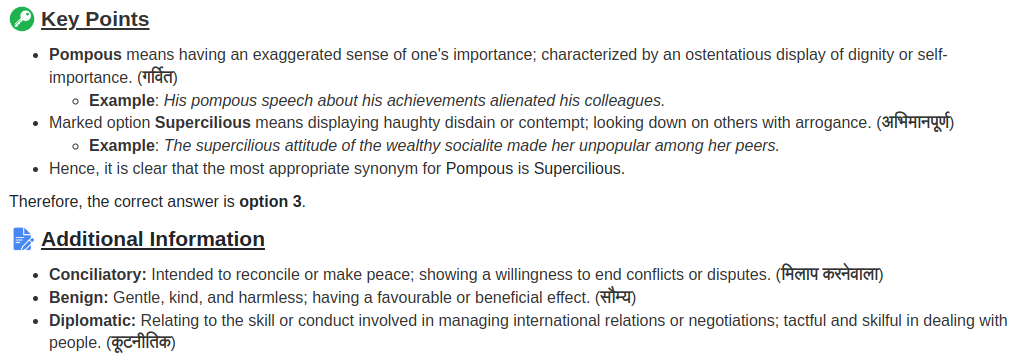 Key Points
• Pompous means having an exaggerated sense of one's importance; characterized by an ostentatious display of dignity or self-
importance. (गर्वित)
◦ Example: His pompous speech about his achievements alienated his colleagues.
• Marked option Supercilious means displaying haughty disdain or contempt; looking down on others with arrogance. (अभिमानपूर्ण)
◦ Example: The supercilious attitude of the wealthy socialite made her unpopular among her peers.
• Hence, it is clear that the most appropriate synonym for Pompous is Supercilious.
Therefore, the correct answer is option 3.
Additional Information
• Conciliatory: Intended to reconcile or make peace; showing a willingness to end conflicts or disputes. (मिलाप करनेवाला)
• Benign: Gentle, kind, and harmless; having a favourable or beneficial effect. (सौम्य)
• Diplomatic: Relating to the skill or conduct involved in managing international relations or negotiations; tactful and skilful in dealing with
people. (कूटनीतिक)